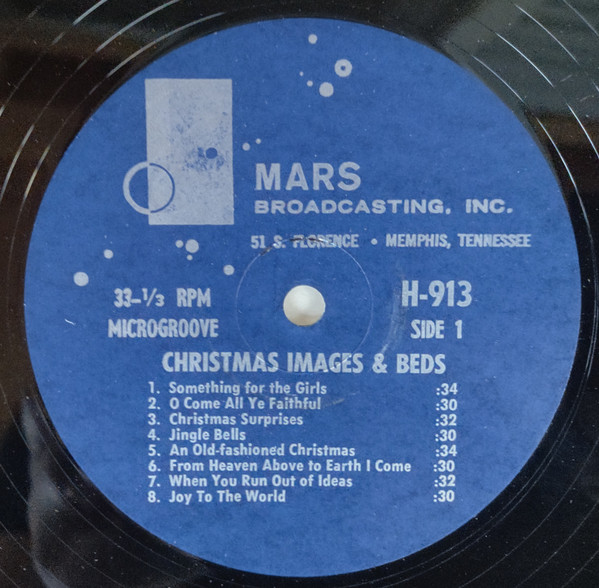 MARS
BROADCASTING, INC.
51 S. FLORENCE • MEMPHIS, TENNESSEE
33-1/3 RPM H-913
MICROGROOVE SIDE 1
CHRISTMAS IMAGES & BEDS
1. Something for the Girls :34
2. O Come All Ye Faithful :30
3. Christmas Surprises :32
4. Jingle Bells :30
5. An Old-fashioned Christmas :34
6. From Heaven Above to Earth I Come :30
7. When You Run Out of Ideas :32
8. Joy To The World :30